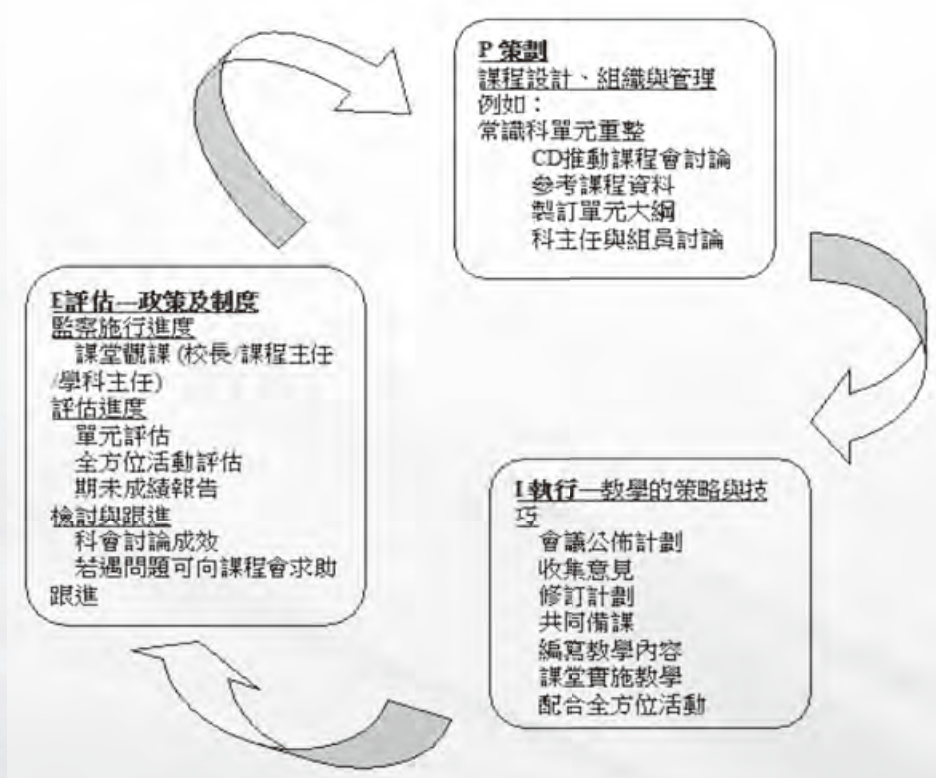 P 策劃
課程設計、組織與管理
例如：
常識科單元重整
CD推動課程會討論
參考課程資料
製訂單元大綱
科主任與組員討論
I 執行—教學的策略與技
巧
會議公佈計劃
收集意見
修訂計劃
共同備課
編寫教學內容
課堂實施教學
配合全方位活動
E評估—政策及制度
監察施行進度
課堂觀課 (校長/課程主任
/學科主任)
評估進度
單元評估
全方位活動評估
期未成績報告
檢討與跟進
科會討論成效
若遇問題可向課程會求助
跟進